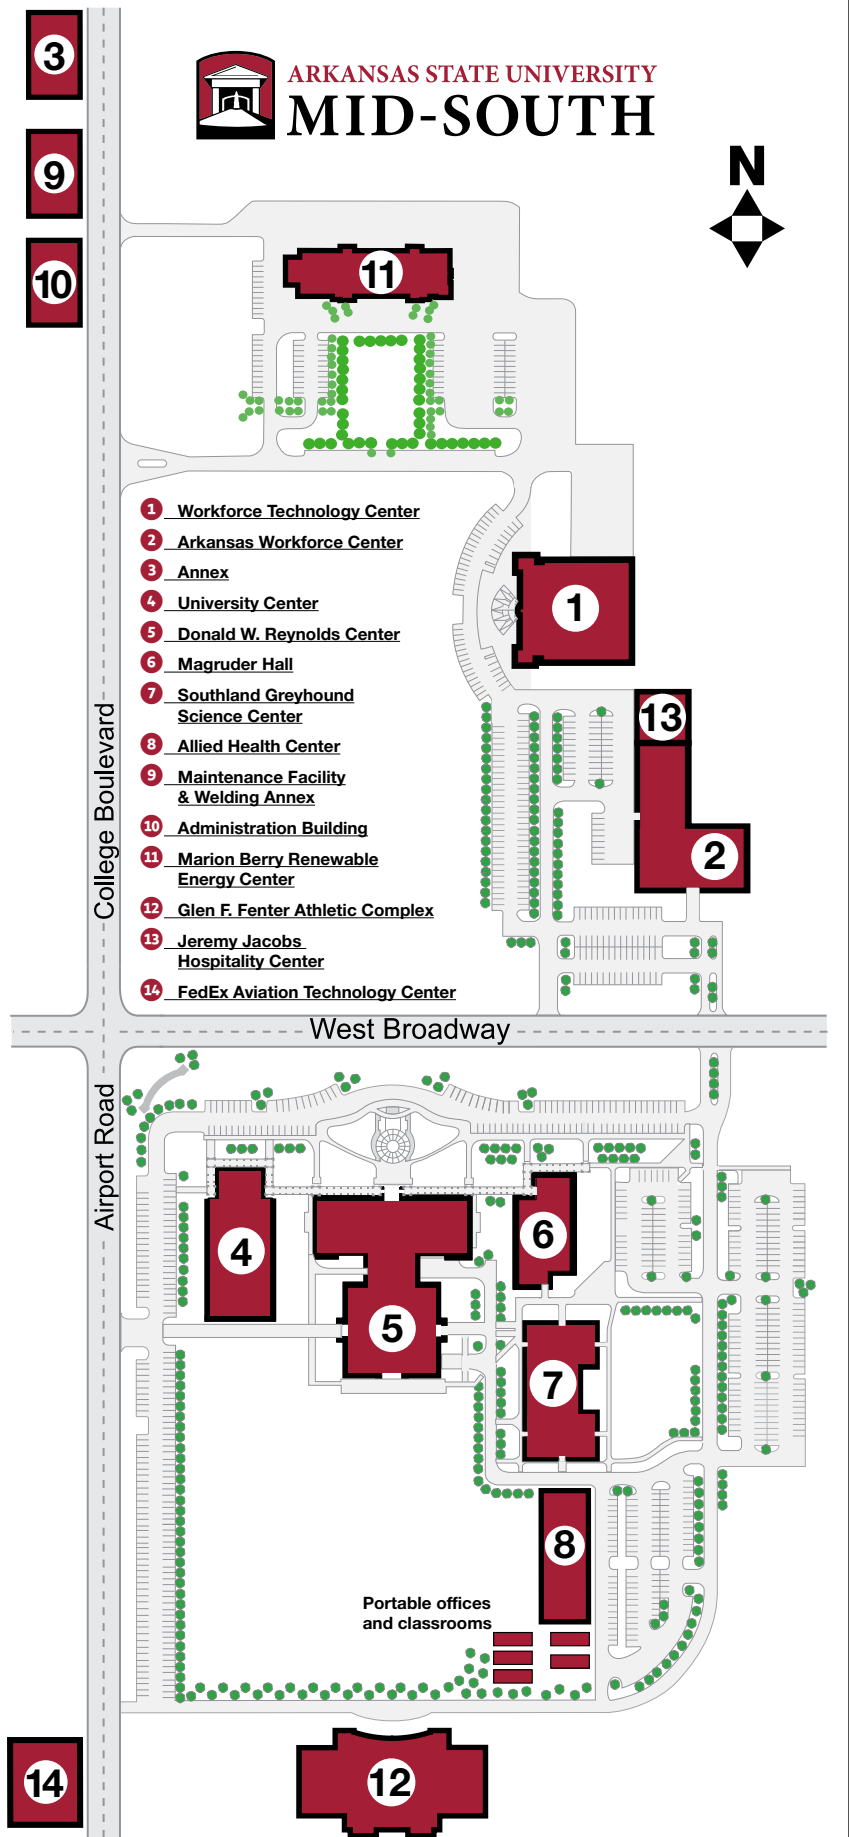 3
ARKANSAS STATE UNIVERSITY
MID-SOUTH
N
9
10
11
1 Workforce Technology Center
2 Arkansas Workforce Center
3 Annex
4 University Center
5 Donald W. Reynolds Center
6 Magruder Hall
7 Southland Greyhound
Science Center
8 Allied Health Center
9 Maintenance Facility
& Welding Annex
10 Administration Building
11 Marion Berry Renewable
Energy Center
12 Glen F. Fenter Athletic Complex
13 Jeremy Jacobs
Hospitality Center
14 FedEx Aviation Technology Center
1
13
2
College Boulevard
West Broadway
Airport Road
4
6
5
7
8
Portable offices
and classrooms
14
12